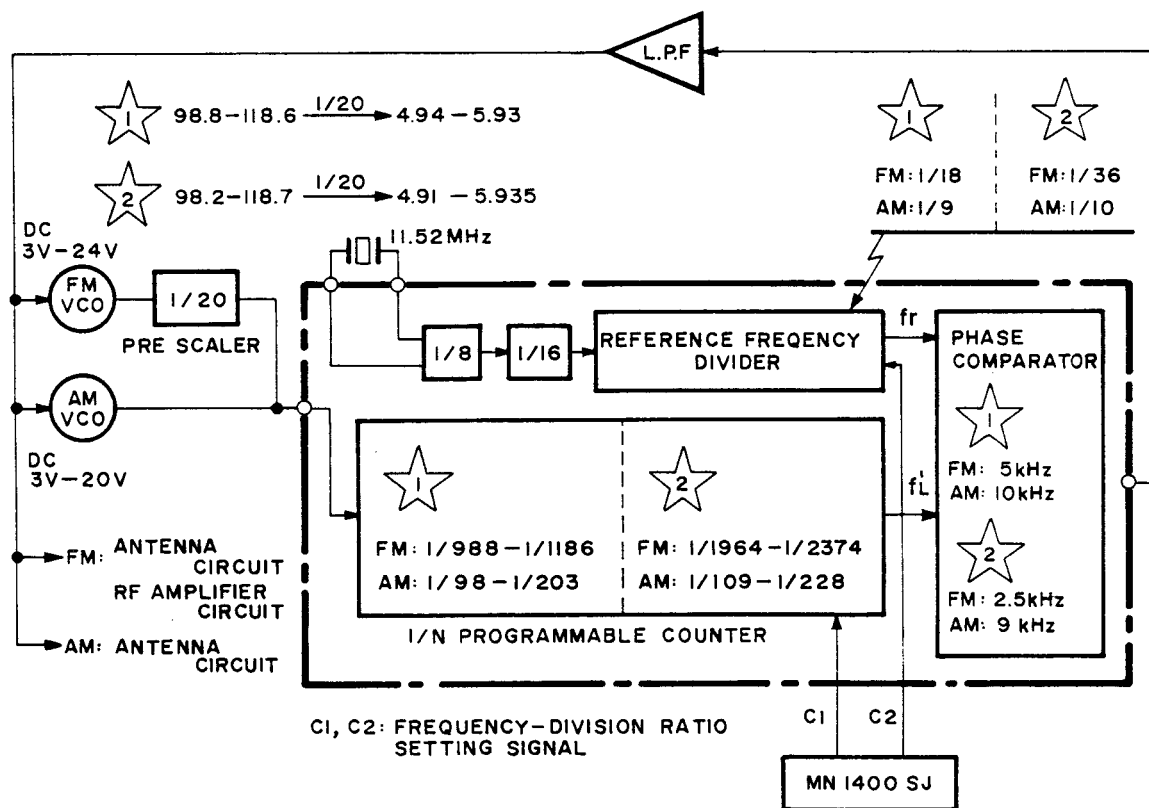 L.P.F
1
98.8-118.6
1/20
4.94-5.93
2
98.2-118.7
1/20
4.91-5.935
1
2
FM:1/18
FM:1/36
AM:1/9
AM:1/10
DC
3V-24V
11.52MHz
FM
VCO
1/20
PRE SCALER
1/8
1/16
REFERENCE FREQENCY
DIVIDER
fr
PHASE
COMPARATOR
1
FM: 5kHz
AM: 10kHz
2
FM: 2.5kHz
AM: 9kHz
AM
VCO
DC
3V-20V
1
2
f'L
FM: 1/988-1/1186
FM: 1/1964-1/2374
AM: 1/98-1/203
AM: 1/109-1/228
1/N PROGRAMMABLE COUNTER
FM: ANTENNA
CIRCUIT
RF AMPLIFIER
CIRCUIT
AM: ANTENNA
CIRCUIT
C1, C2: FREQUENCY-DIVISION RATIO
SETTING SIGNAL
C1
C2
MN 1400 SJ